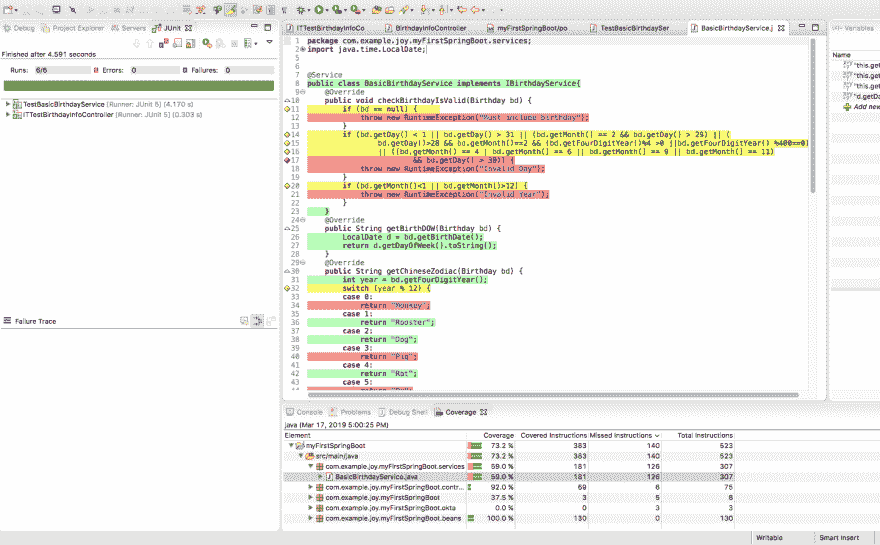 Debug Project Explorer Servers JUnit
Finished after 4.591 seconds
Runs: 6/6 Errors: 0 Failures: 0
TestBasicBirthdayService [Runner: JUnit 5] (4.170 s)
ITTestBirthdayInfoController [Runner: JUnit 5] (0.303 s)
Failure Trace
ITTestBirthdayInfoCo BirthdayInfoController myFirstSpringBoot/po TestBasicBirthdaySer BasicBirthdayService.j
1 package com.example.joy.myFirstSpringBoot.services;
2 import java.time.LocalDate;
6
7 @Service
8 public class BasicBirthdayService implements IBirthdayService{
9 @Override
10 public void checkBirthdayIsValid(Birthday bd) {
11 if (bd == null) {
12 throw new RuntimeException("Must include birthday");
13 }
14 if (bd.getDay() < 1 || bd.getDay() > 31 || (bd.getMonth() == 2 && bd.getDay() > 29) || (
15 bd.getDay()>28 && bd.getMonth()==2 && (bd.getFourDigitYear()%4 >0 ||bd.getFourDigitYear() %400==0)
16 || ((bd.getMonth() == 4 || bd.getMonth() == 6 || bd.getMonth() == 9 || bd.getMonth() == 11)
17 && bd.getDay() > 30)) {
18 throw new RuntimeException("Invalid Day");
19 }
20 if (bd.getMonth()<1 || bd.getMonth()>12) {
21 throw new RuntimeException("Invalid Year");
22 }
23 }
24 @Override
25 public String getBirthDOW(Birthday bd) {
26 LocalDate d = bd.getBirthDate();
27 return d.getDayOfWeek().toString();
28 }
29 @Override
30 public String getChineseZodiac(Birthday bd) {
31 int year = bd.getFourDigitYear();
32 switch (year % 12) {
33 case 0:
34 return "Monkey";
35 case 1:
36 return "Rooster";
37 case 2:
38 return "Dog";
39 case 3:
40 return "Pig";
41 case 4:
42 return "Rat";
43 case 5:
Variables
Name
"this.get
"this.ge
"this.ge
"d.getDa
Add new
Console Problems Debug Shell Coverage
java (Mar 17, 2019 5:00:25 PM)
Element Coverage Covered Instructions Missed Instructions Total Instructions
myFirstSpringBoot 73.2 % 383 140 523
src/main/java 73.2 % 383 140 523
com.example.joy.myFirstSpringBoot.services 59.0 % 181 126 307
BasicBirthdayService.java 59.0 % 181 126 307
com.example.joy.myFirstSpringBoot.contr... 92.0 % 69 6 75
com.example.joy.myFirstSpringBoot 37.5 % 3 5 8
com.example.joy.myFirstSpringBoot.okta 0.0 % 0 3 3
com.example.joy.myFirstSpringBoot.beans 100.0 % 130 0 130
Writable Smart Insert